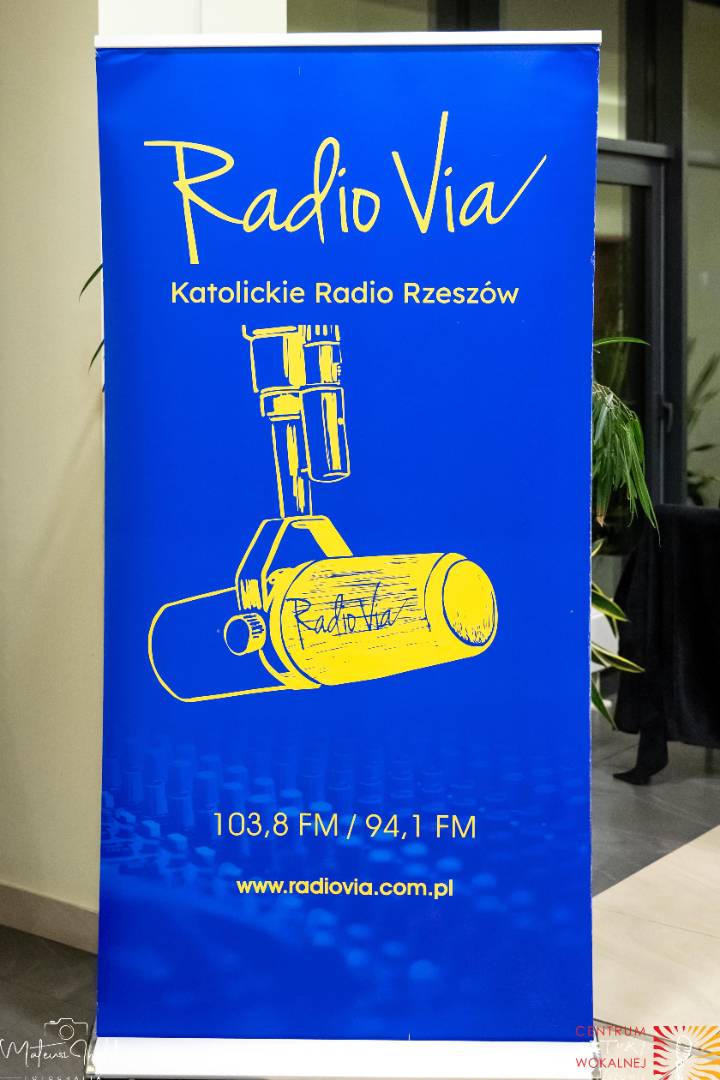 Radio Via
Katolickie Radio Rzeszów
Radio Via
103,8 FM / 94,1 FM
www.radiovia.com.pl
CENTRUM
WOKALNEJ
Mateusz